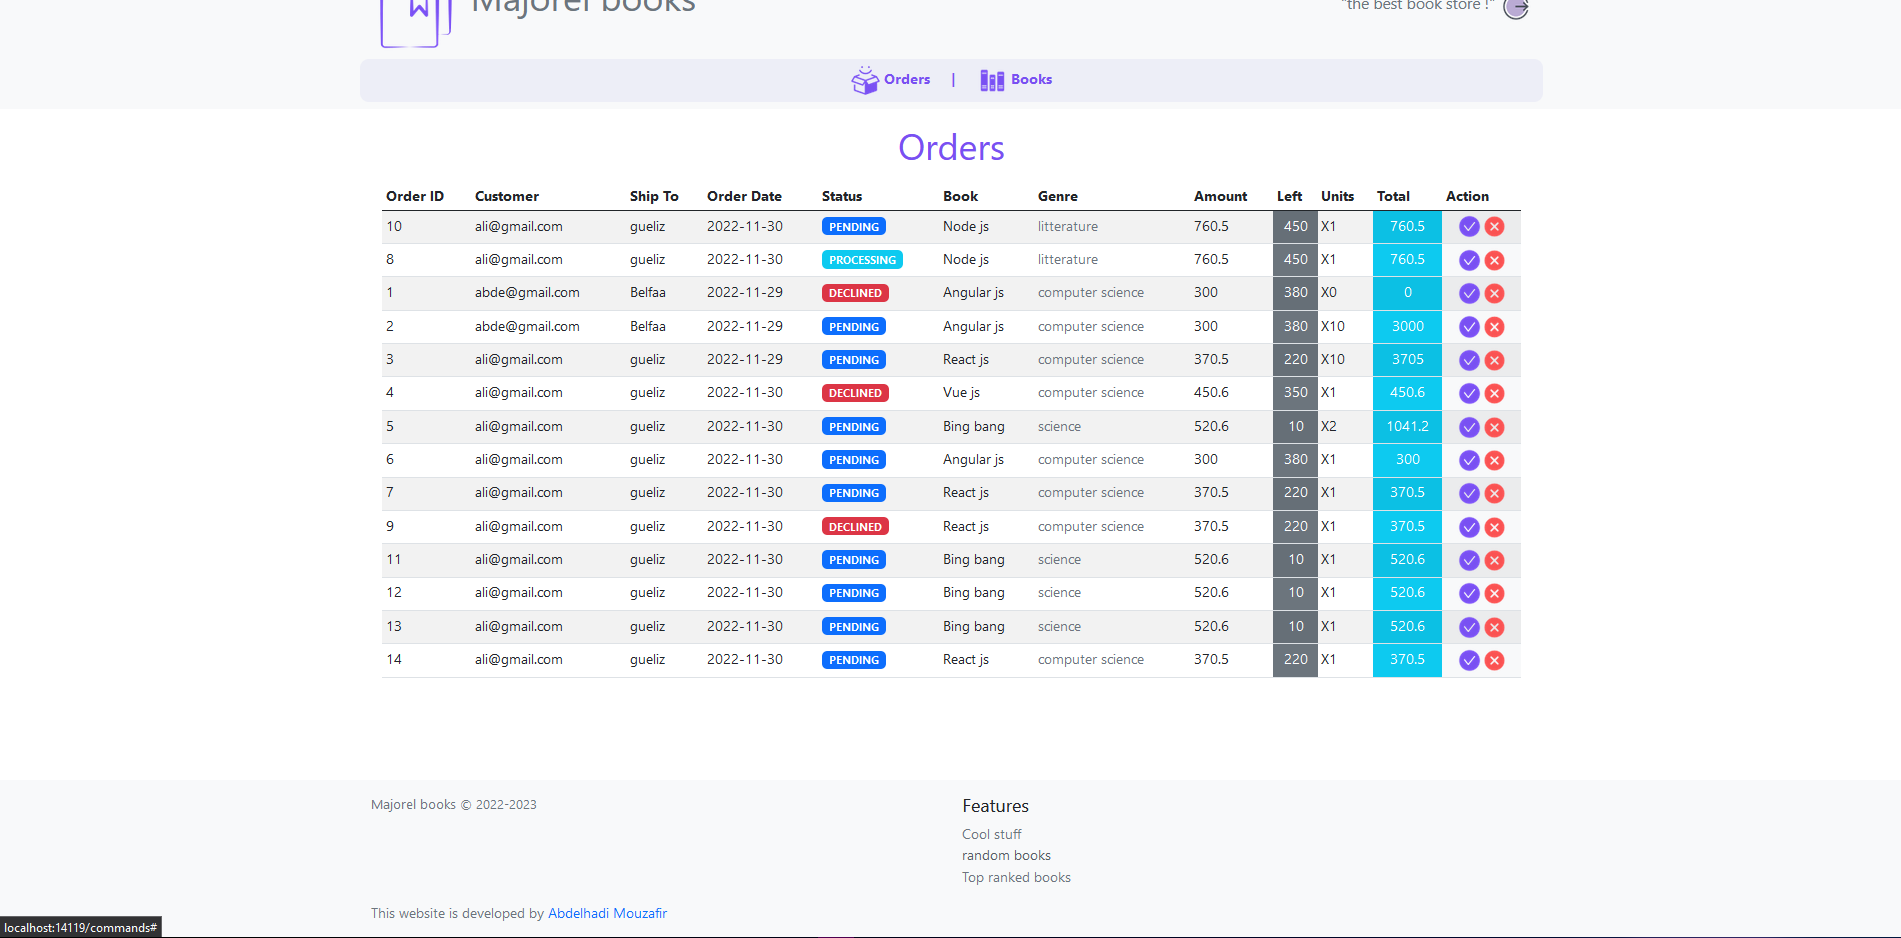 Majorel books
"the best book store !"
Orders | Books
Orders
Order ID Customer Ship To Order Date Status Book Genre Amount Left Units Total Action
10 ali@gmail.com gueliz 2022-11-30 PENDING Node js litterature 760.5 450 X1 760.5
8 ali@gmail.com gueliz 2022-11-30 PROCESSING Node js litterature 760.5 450 X1 760.5
1 abde@gmail.com Belfaa 2022-11-29 DECLINED Angular js computer science 300 380 X0 0
2 abde@gmail.com Belfaa 2022-11-29 PENDING Angular js computer science 300 380 X10 3000
3 ali@gmail.com gueliz 2022-11-29 PENDING React js computer science 370.5 220 X10 3705
4 ali@gmail.com gueliz 2022-11-30 DECLINED Vue js computer science 450.6 350 X1 450.6
5 ali@gmail.com gueliz 2022-11-30 PENDING Bing bang science 520.6 10 X2 1041.2
6 ali@gmail.com gueliz 2022-11-30 PENDING Angular js computer science 300 380 X1 300
7 ali@gmail.com gueliz 2022-11-30 PENDING React js computer science 370.5 220 X1 370.5
9 ali@gmail.com gueliz 2022-11-30 DECLINED React js computer science 370.5 220 X1 370.5
11 ali@gmail.com gueliz 2022-11-30 PENDING Bing bang science 520.6 10 X1 520.6
12 ali@gmail.com gueliz 2022-11-30 PENDING Bing bang science 520.6 10 X1 520.6
13 ali@gmail.com gueliz 2022-11-30 PENDING Bing bang science 520.6 10 X1 520.6
14 ali@gmail.com gueliz 2022-11-30 PENDING React js computer science 370.5 220 X1 370.5
Majorel books © 2022-2023
Features
Cool stuff
random books
Top ranked books
This website is developed by Abdelhadi Mouzafir
localhost:14119/commands#